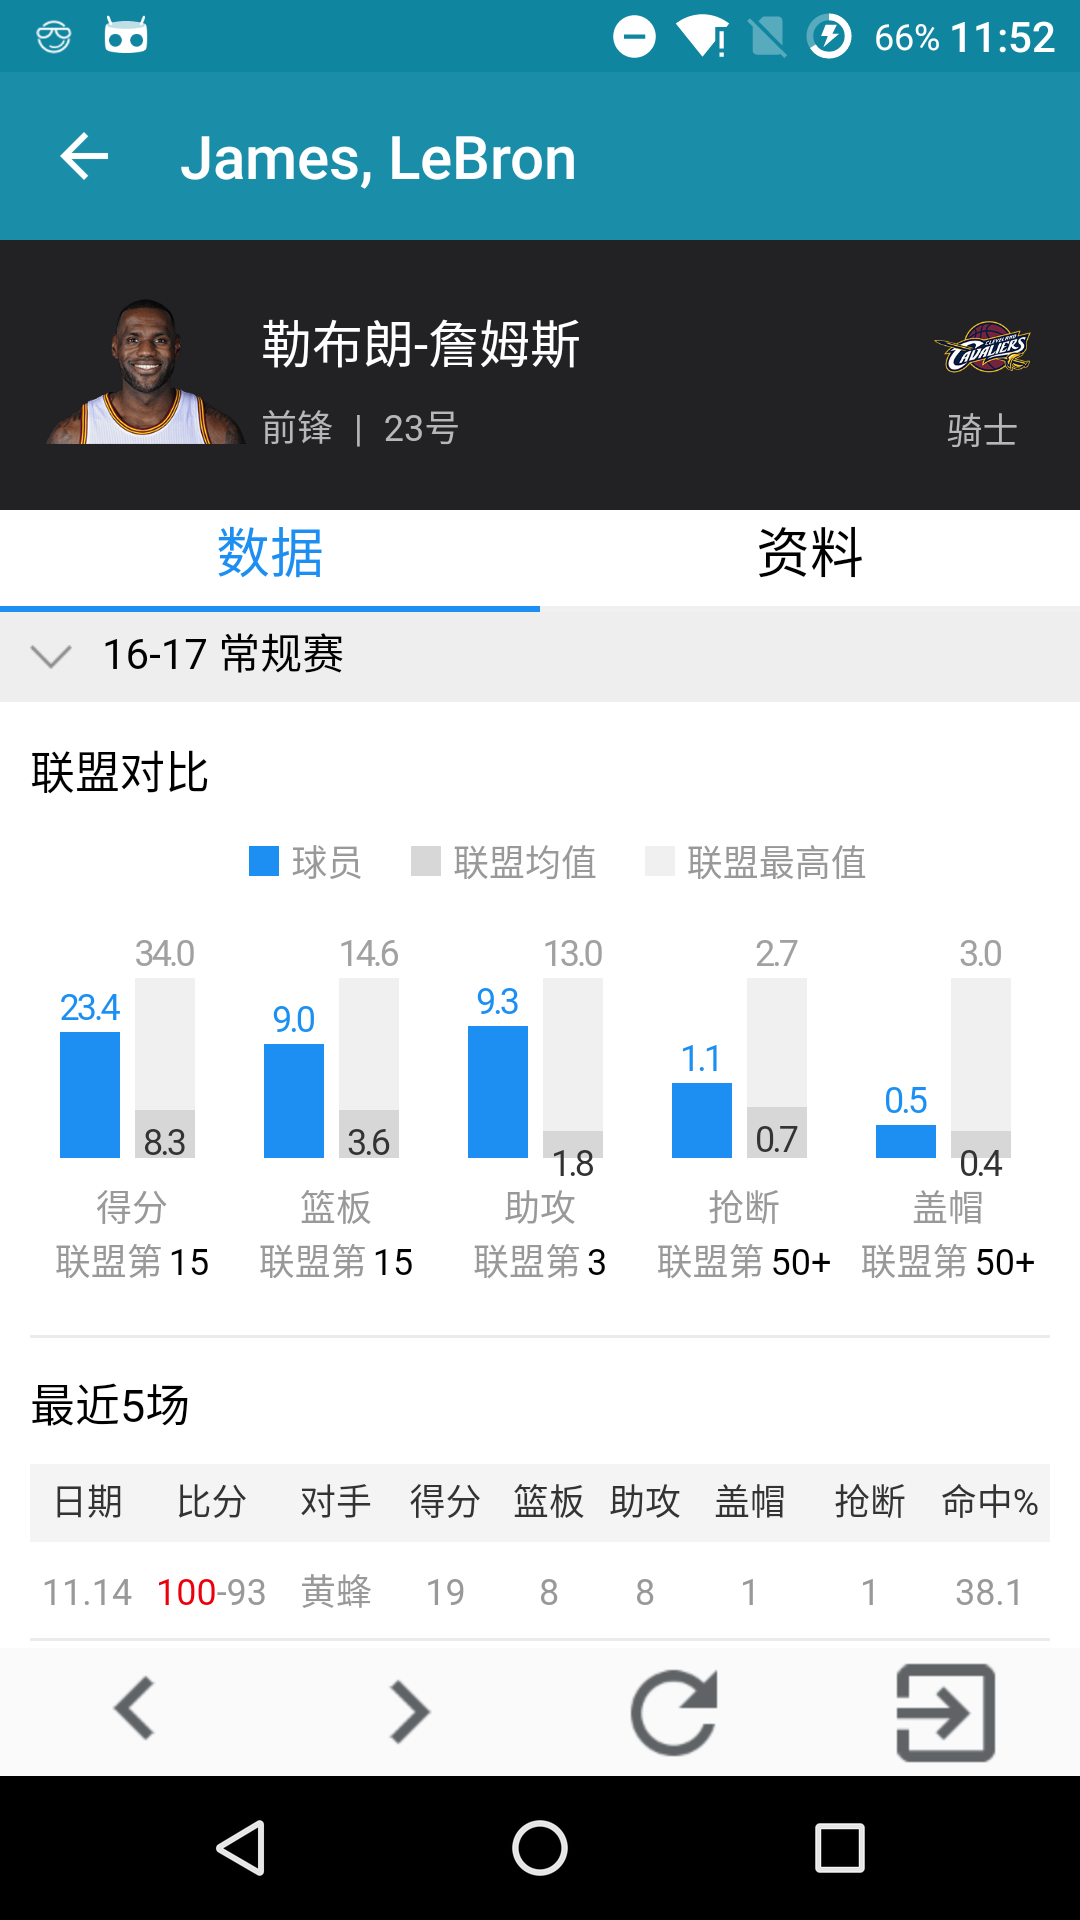 66% 11:52
James, LeBron
勒布朗-詹姆斯
前锋 | 23号
CLEVELAND
CAVALIERS
骑士
数据 资料
16-17 常规赛
联盟对比
球员 联盟均值 联盟最高值
34.0 14.6 13.0 2.7 3.0
23.4 9.0 9.3 1.1 0.5
8.3 3.6 1.8 0.7 0.4
得分 篮板 助攻 抢断 盖帽
联盟第 15 联盟第 15 联盟第 3 联盟第 50+ 联盟第 50+
最近5场
日期 比分 对手 得分 篮板 助攻 盖帽 抢断 命中%
11.14 100-93 黄蜂 19 8 8 1 1 38.1